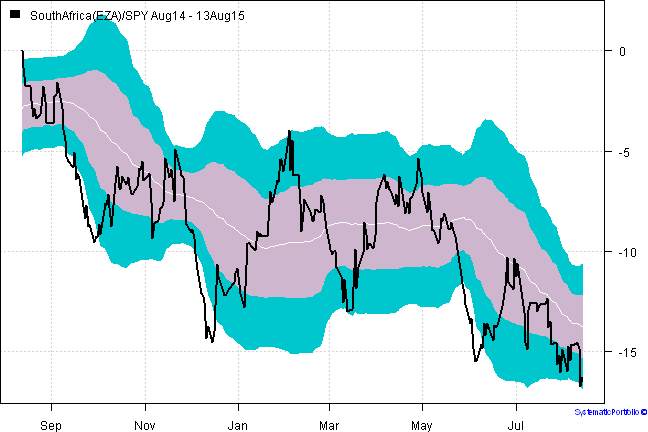 SouthAfrica(EZA)/SPY Aug14 - 13Aug15
0
-5
-10
-15
Sep Nov Jan Mar May Jul
SystematicPortfolio ©